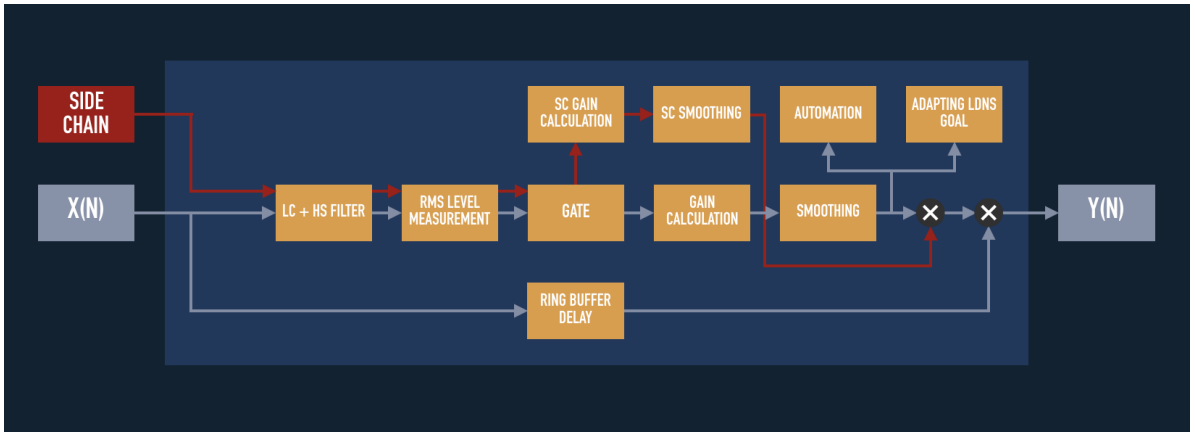 SIDE
CHAIN
SC GAIN
CALCULATION
SC SMOOTHING
AUTOMATION
ADAPTING LDNS
GOAL
X(N)
LC + HS FILTER
RMS LEVEL
MEASUREMENT
GATE
GAIN
CALCULATION
SMOOTHING
Y(N)
RING BUFFER
DELAY